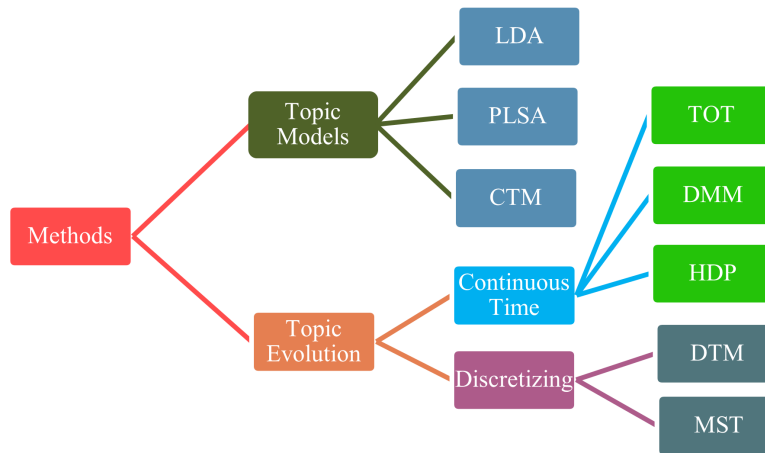 Methods
Topic
Models
LDA
PLSA
CTM
Topic
Evolution
Continuous
Time
TOT
DMM
HDP
Discretizing
DTM
MST